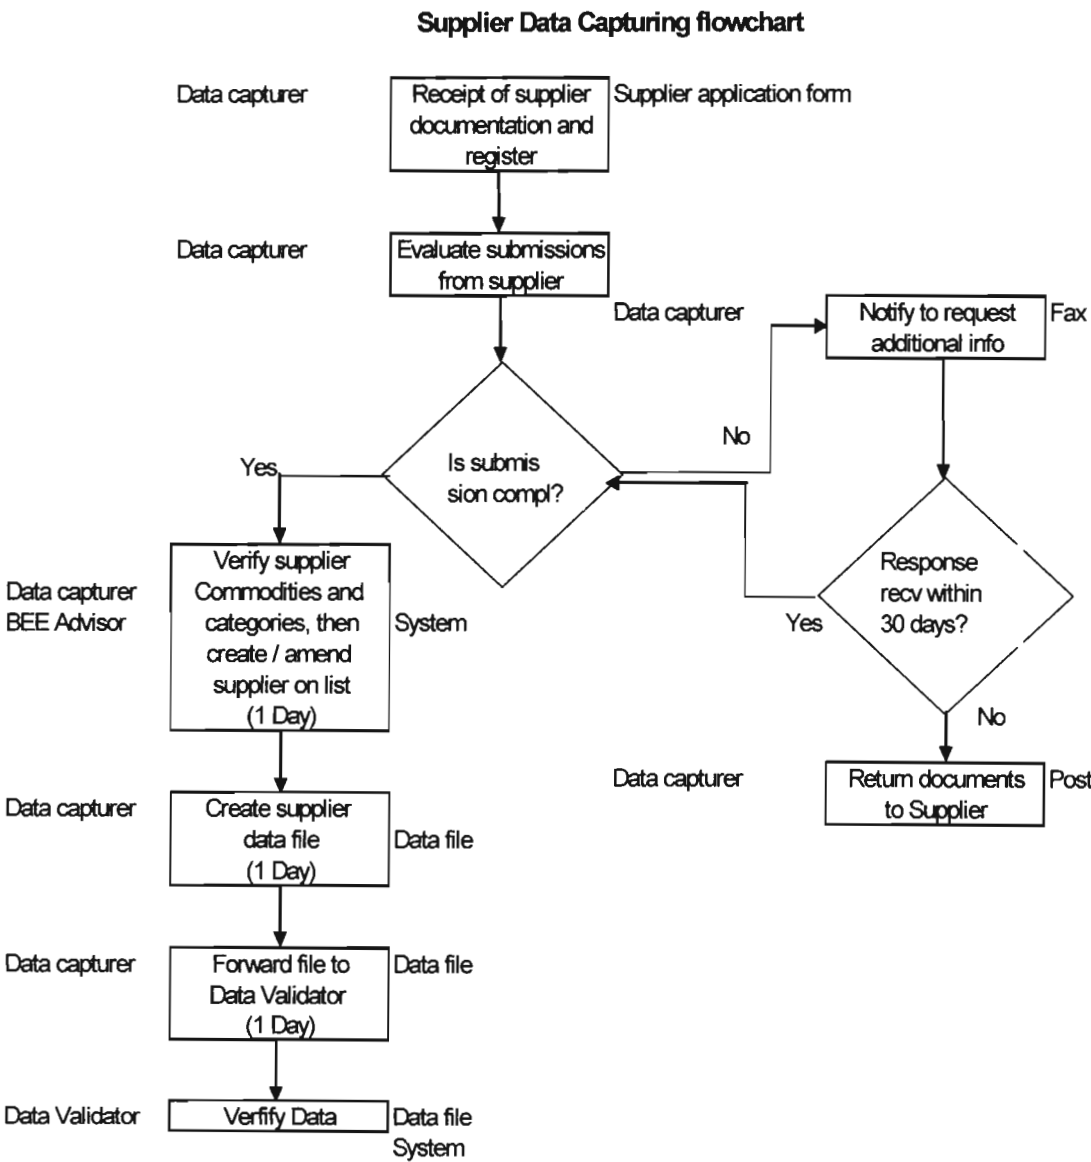 Supplier Data Capturing flowchart
Data capturer
Receipt of supplier
documentation and
register
Supplier application form
Data capturer
Evaluate submissions
from supplier
Data capturer
Notify to request
additional info
Fax
No
Is submis
sion compl?
Yes
Response
recv within
30 days?
Yes
No
Data capturer
BEE Advisor
Verify supplier
Commodities and
categories, then
create / amend
supplier on list
(1 Day)
System
Data capturer
Return documents
to Supplier
Post
Data capturer
Create supplier
data file
(1 Day)
Data file
Data capturer
Forward file to
Data Validator
(1 Day)
Data file
Data Validator
Verfify Data
Data file
System